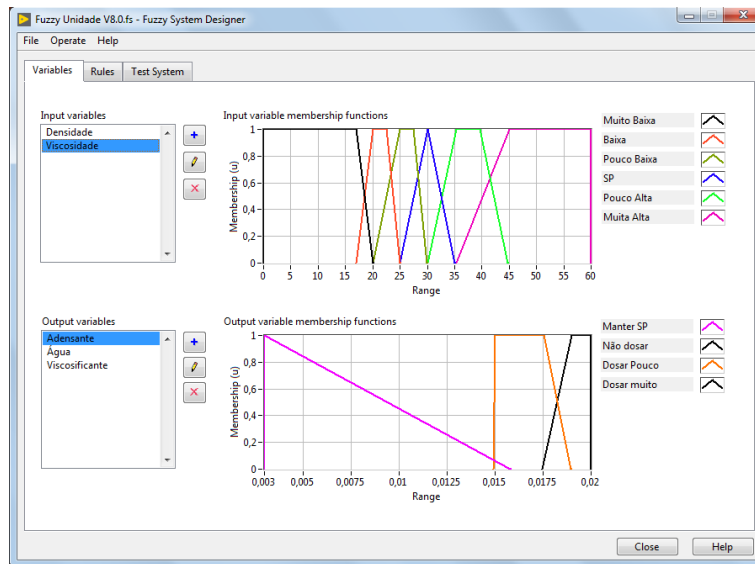 Fuzzy Unidade V8.0.fs - Fuzzy System Designer
File Operate Help
Variables Rules Test System
Input variables
Densidade
Viscosidade
Input variable membership functions
Membership (u)
1
0,8
0,6
0,4
0,2
0
0 5 10 15 20 25 30 35 40 45 50 55 60
Range
Muito Baixa
Baixa
Pouco Baixa
SP
Pouco Alta
Muita Alta
Output variables
Adensante
Água
Viscosificante
Output variable membership functions
Membership (u)
1
0,8
0,6
0,4
0,2
0
0,003 0,005 0,0075 0,01 0,0125 0,015 0,0175 0,02
Range
Manter SP
Não dosar
Dosar Pouco
Dosar muito
Close Help